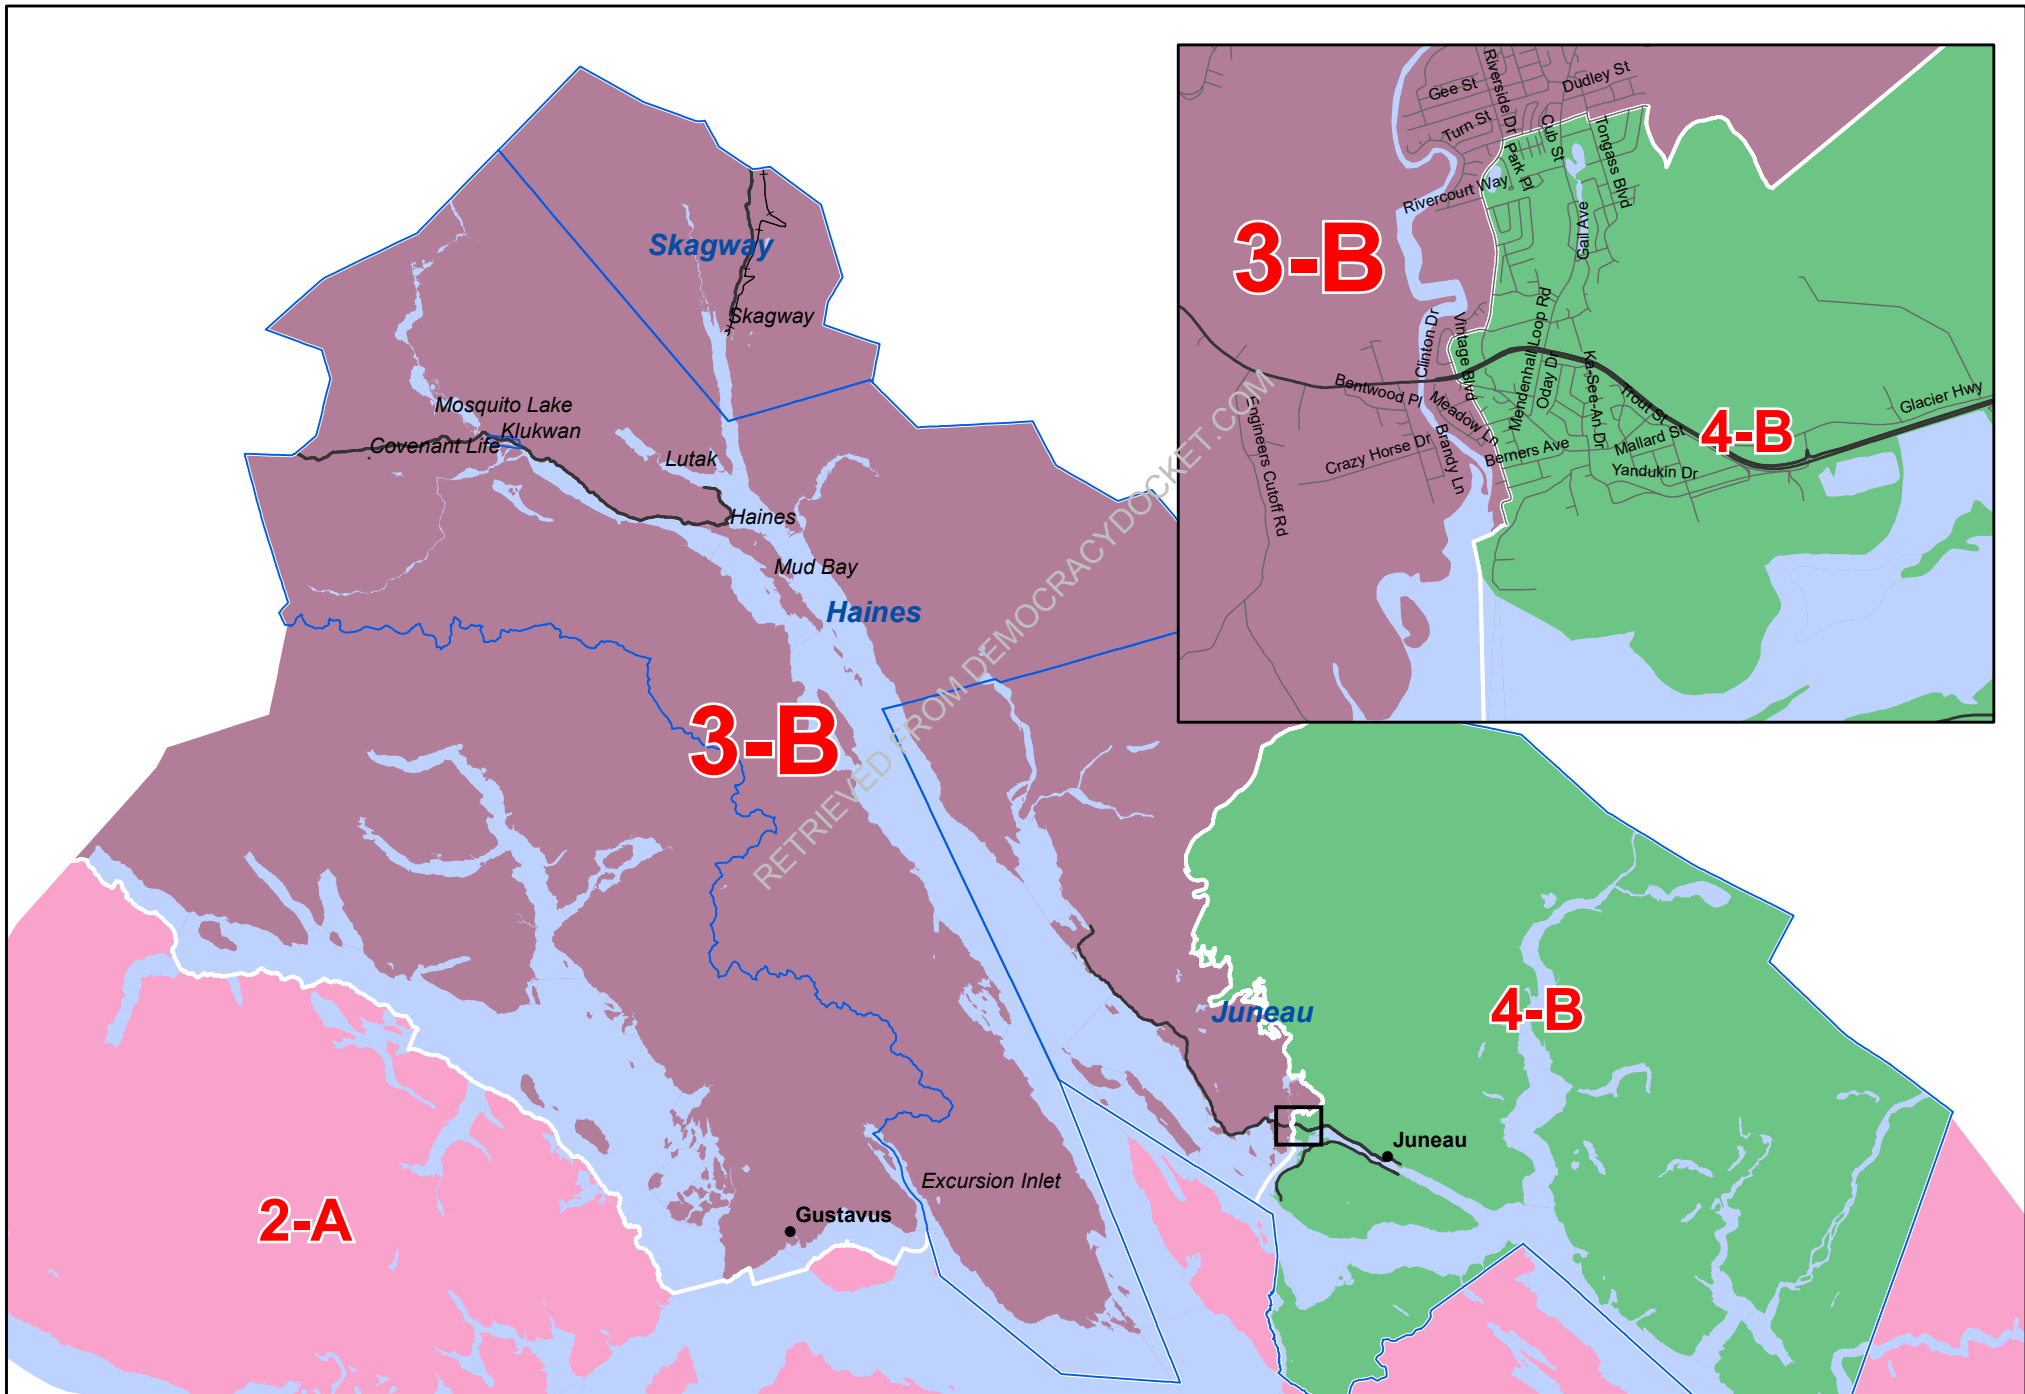 Riverside Dr
Dudley St
Gee St
Turn St
Cub St
Tongass Blvd
Park Pl
Rivercourt Way
3-B
Gail Ave
Skagway
Skagway
Clinton Dr
Vintage Blvd
Mendenhall Loop Rd
Oday Dr
Ka-See-An Dr
Trout St
Bentwood Pl
Meadow Ln
Glacier Hwy
4-B
Engineers Cutoff Rd
Crazy Horse Dr
Brandy Ln
Berners Ave
Mallard St
Yandukin Dr
Mosquito Lake
Klukwan
Covenant Life
Lutak
Haines
Mud Bay
Haines
3-B
RETRIEVED FROM DEMOCRACYDOCKET.COM
Juneau
4-B
Juneau
Excursion Inlet
Gustavus
2-A